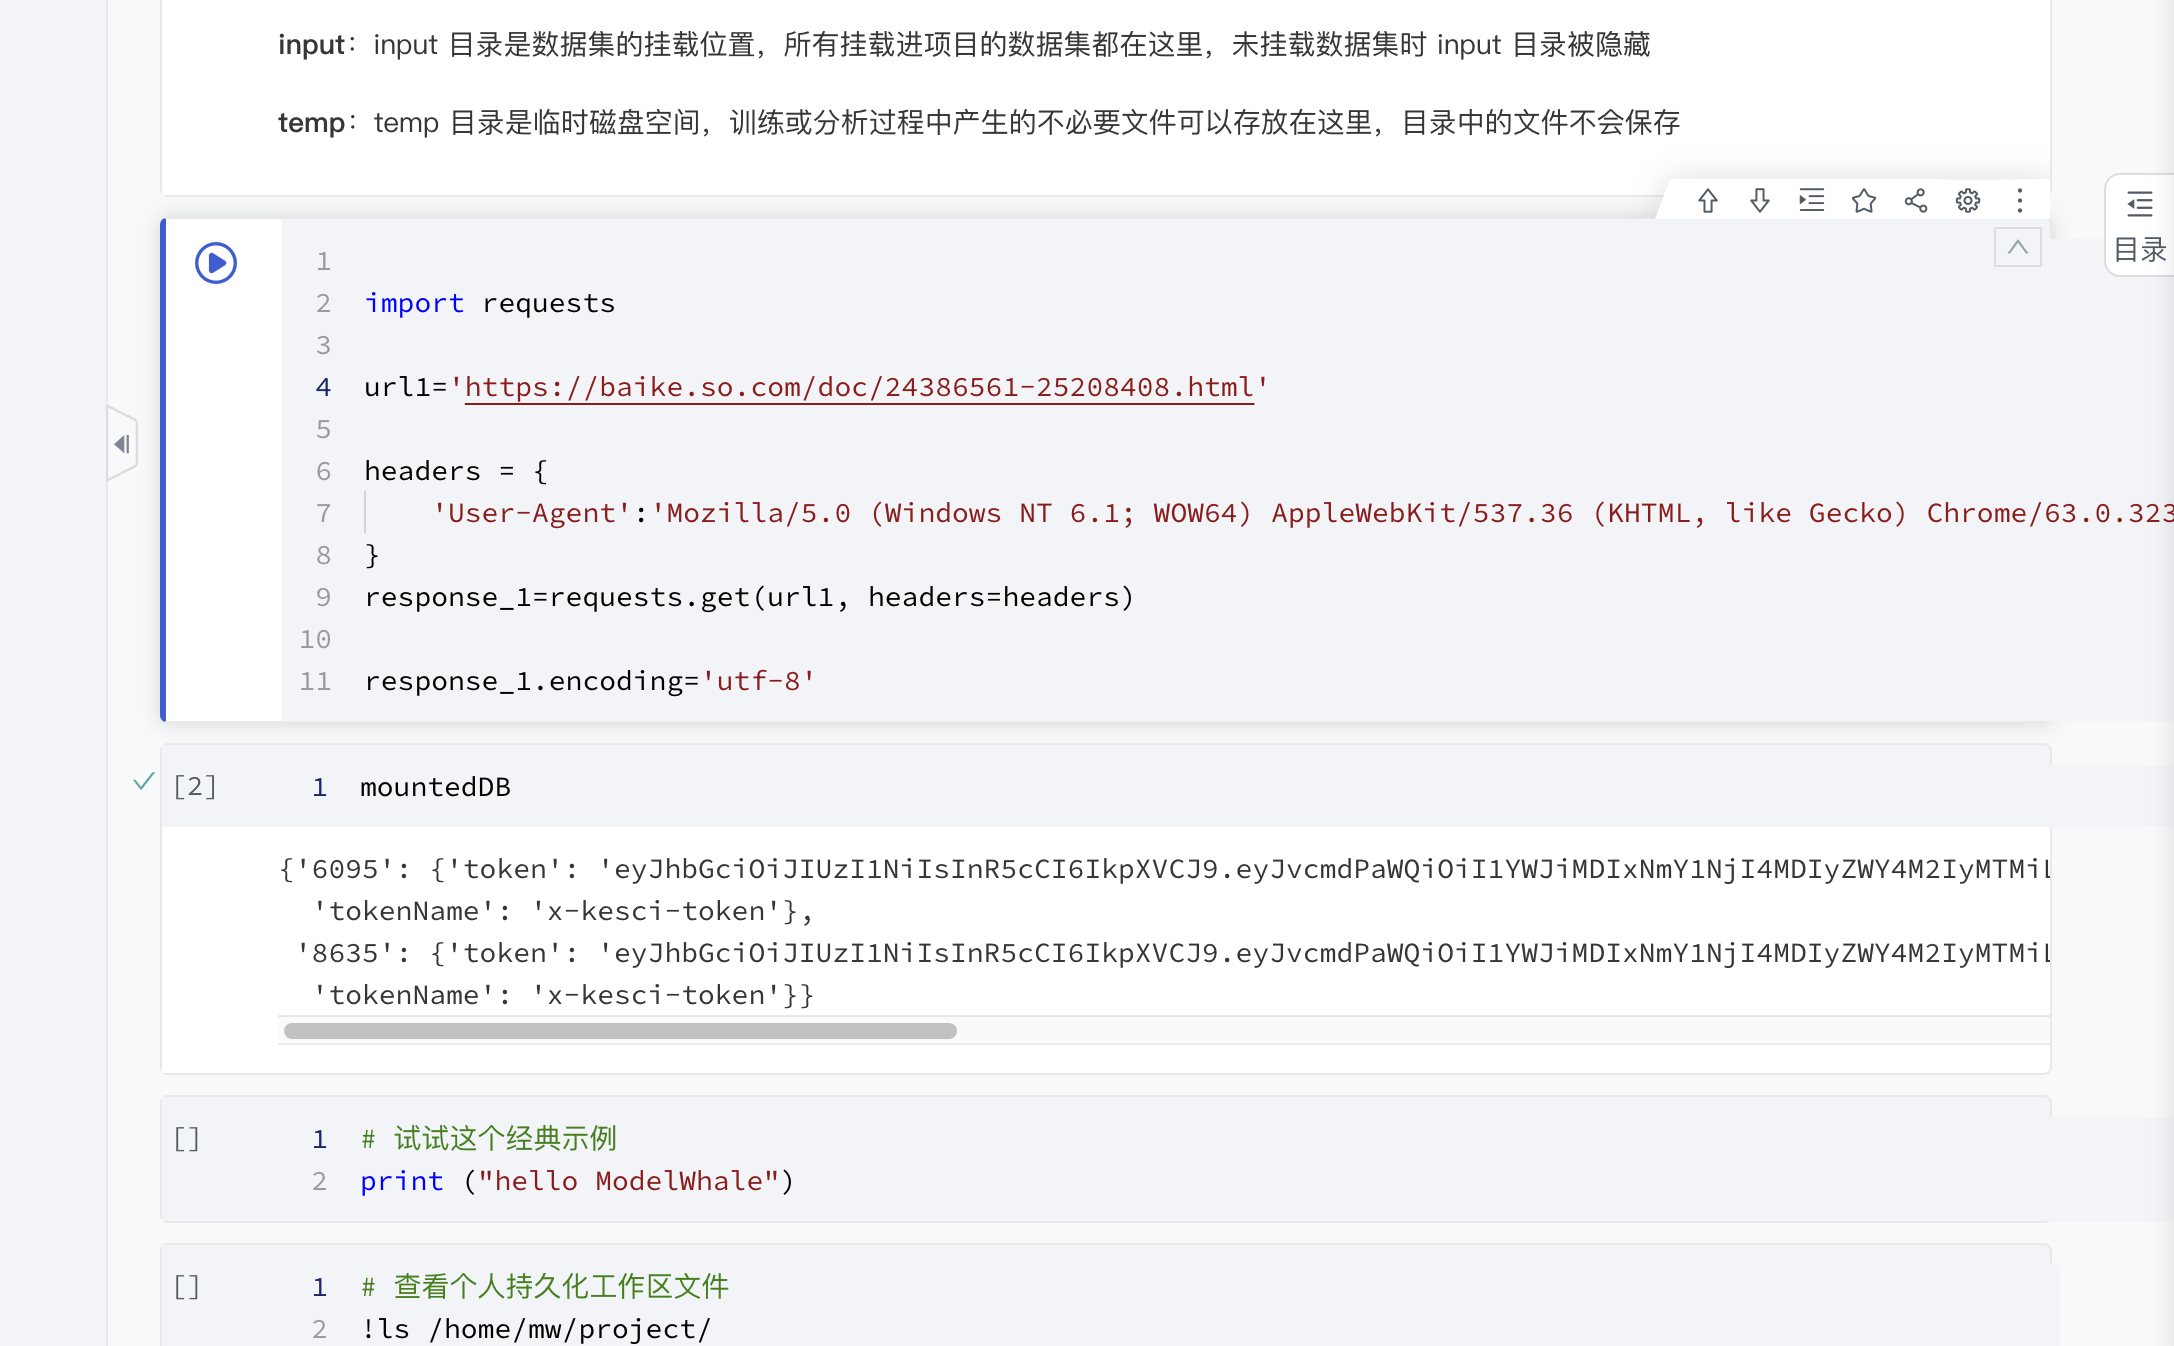 input：input 目录是数据集的挂载位置，所有挂载进项目的数据集都在这里，未挂载数据集时 input 目录被隐藏
temp：temp 目录是临时磁盘空间，训练或分析过程中产生的不必要文件可以存放在这里，目录中的文件不会保存
目录
1
2 import requests
3
4 url1='https://baike.so.com/doc/24386561-25208408.html'
5
6 headers = {
7     'User-Agent':'Mozilla/5.0 (Windows NT 6.1; WOW64) AppleWebKit/537.36 (KHTML, like Gecko) Chrome/63.0.323
8 }
9 response_1=requests.get(url1, headers=headers)
10
11 response_1.encoding='utf-8'
[2] 1 mountedDB
{'6095': {'token': 'eyJhbGciOiJIUzI1NiIsInR5cCI6IkpXVCJ9.eyJvcmdPaWQiOiI1YWJiMDIxNmY1NjI4MDIyZWY4M2IyMTMiL
'tokenName': 'x-kesci-token'},
'8635': {'token': 'eyJhbGciOiJIUzI1NiIsInR5cCI6IkpXVCJ9.eyJvcmdPaWQiOiI1YWJiMDIxNmY1NjI4MDIyZWY4M2IyMTMiL
'tokenName': 'x-kesci-token'}}
[] 1 # 试试这个经典示例
2 print ("hello ModelWhale")
[] 1 # 查看个人持久化工作区文件
2 !ls /home/mw/project/